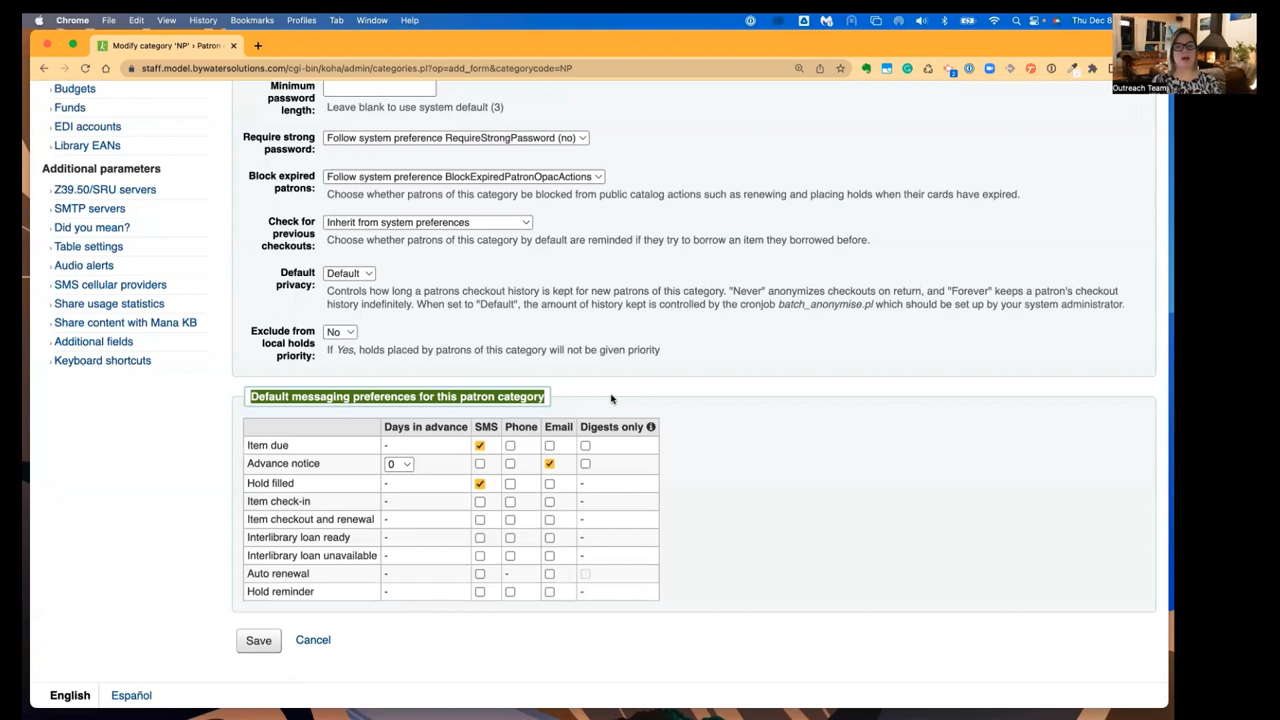 Chrome File Edit View History Bookmarks Profiles Tab Window Help Thu Dec 8
Modify category 'NP' › Patron
staff.model.bywatersolutions.com/cgi-bin/koha/admin/categories.pl?op=add_form&categorycode=NP
Outreach Team
Budgets
Funds
EDI accounts
Library EANs
Additional parameters
Z39.50/SRU servers
SMTP servers
Did you mean?
Table settings
Audio alerts
SMS cellular providers
Share usage statistics
Share content with Mana KB
Additional fields
Keyboard shortcuts
Minimum
password
length:
Leave blank to use system default (3)
Require strong
password:
Follow system preference RequireStrongPassword (no)
Block expired
patrons:
Follow system preference BlockExpiredPatronOpacActions
Choose whether patrons of this category be blocked from public catalog actions such as renewing and placing holds when their cards have expired.
Check for
previous
checkouts:
Inherit from system preferences
Choose whether patrons of this category by default are reminded if they try to borrow an item they borrowed before.
Default
privacy:
Default
Controls how long a patrons checkout history is kept for new patrons of this category. "Never" anonymizes checkouts on return, and "Forever" keeps a patron's checkout
history indefinitely. When set to "Default", the amount of history kept is controlled by the cronjob batch_anonymise.pl which should be set up by your system administrator.
Exclude from
local holds
priority:
No
If Yes, holds placed by patrons of this category will not be given priority
Default messaging preferences for this patron category
Days in advance SMS Phone Email Digests only
Item due -
Advance notice 0
Hold filled - -
Item check-in - -
Item checkout and renewal - -
Interlibrary loan ready - -
Interlibrary loan unavailable - -
Auto renewal - -
Hold reminder - -
Save Cancel
English Español